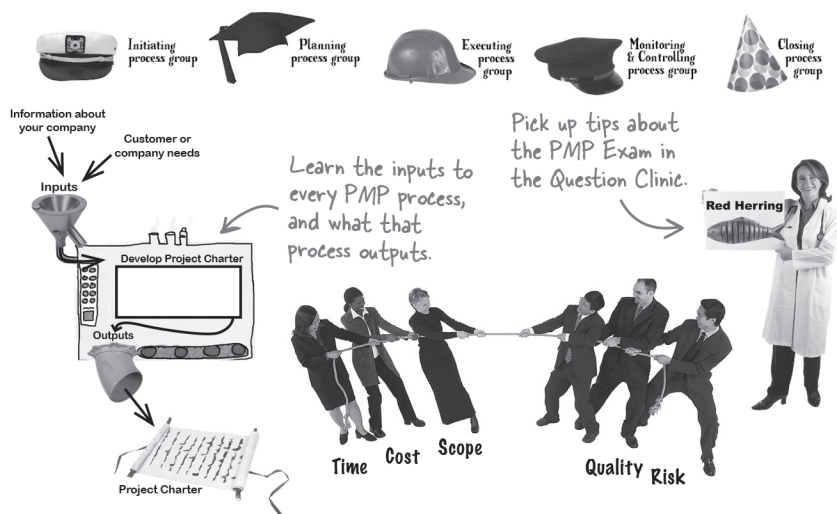 Initiating
process group
Planning
process group
Executing
process
group
Monitoring
& Controlling
process group
Closing
process
group
Information about
your company
Customer or
company needs
Inputs
Develop Project Charter
Outputs
Project Charter
Learn the inputs to
every PMP process,
and what that
process outputs.
Pick up tips about
the PMP Exam in
the Question Clinic.
Red Herring
Time
Cost
Scope
Quality
Risk